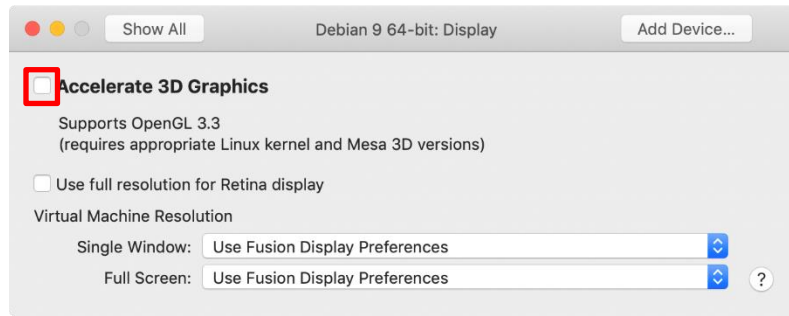 Show All
Debian 9 64-bit: Display
Add Device...
Accelerate 3D Graphics
Supports OpenGL 3.3
(requires appropriate Linux kernel and Mesa 3D versions)
Use full resolution for Retina display
Virtual Machine Resolution
Single Window: Use Fusion Display Preferences
Full Screen: Use Fusion Display Preferences
?